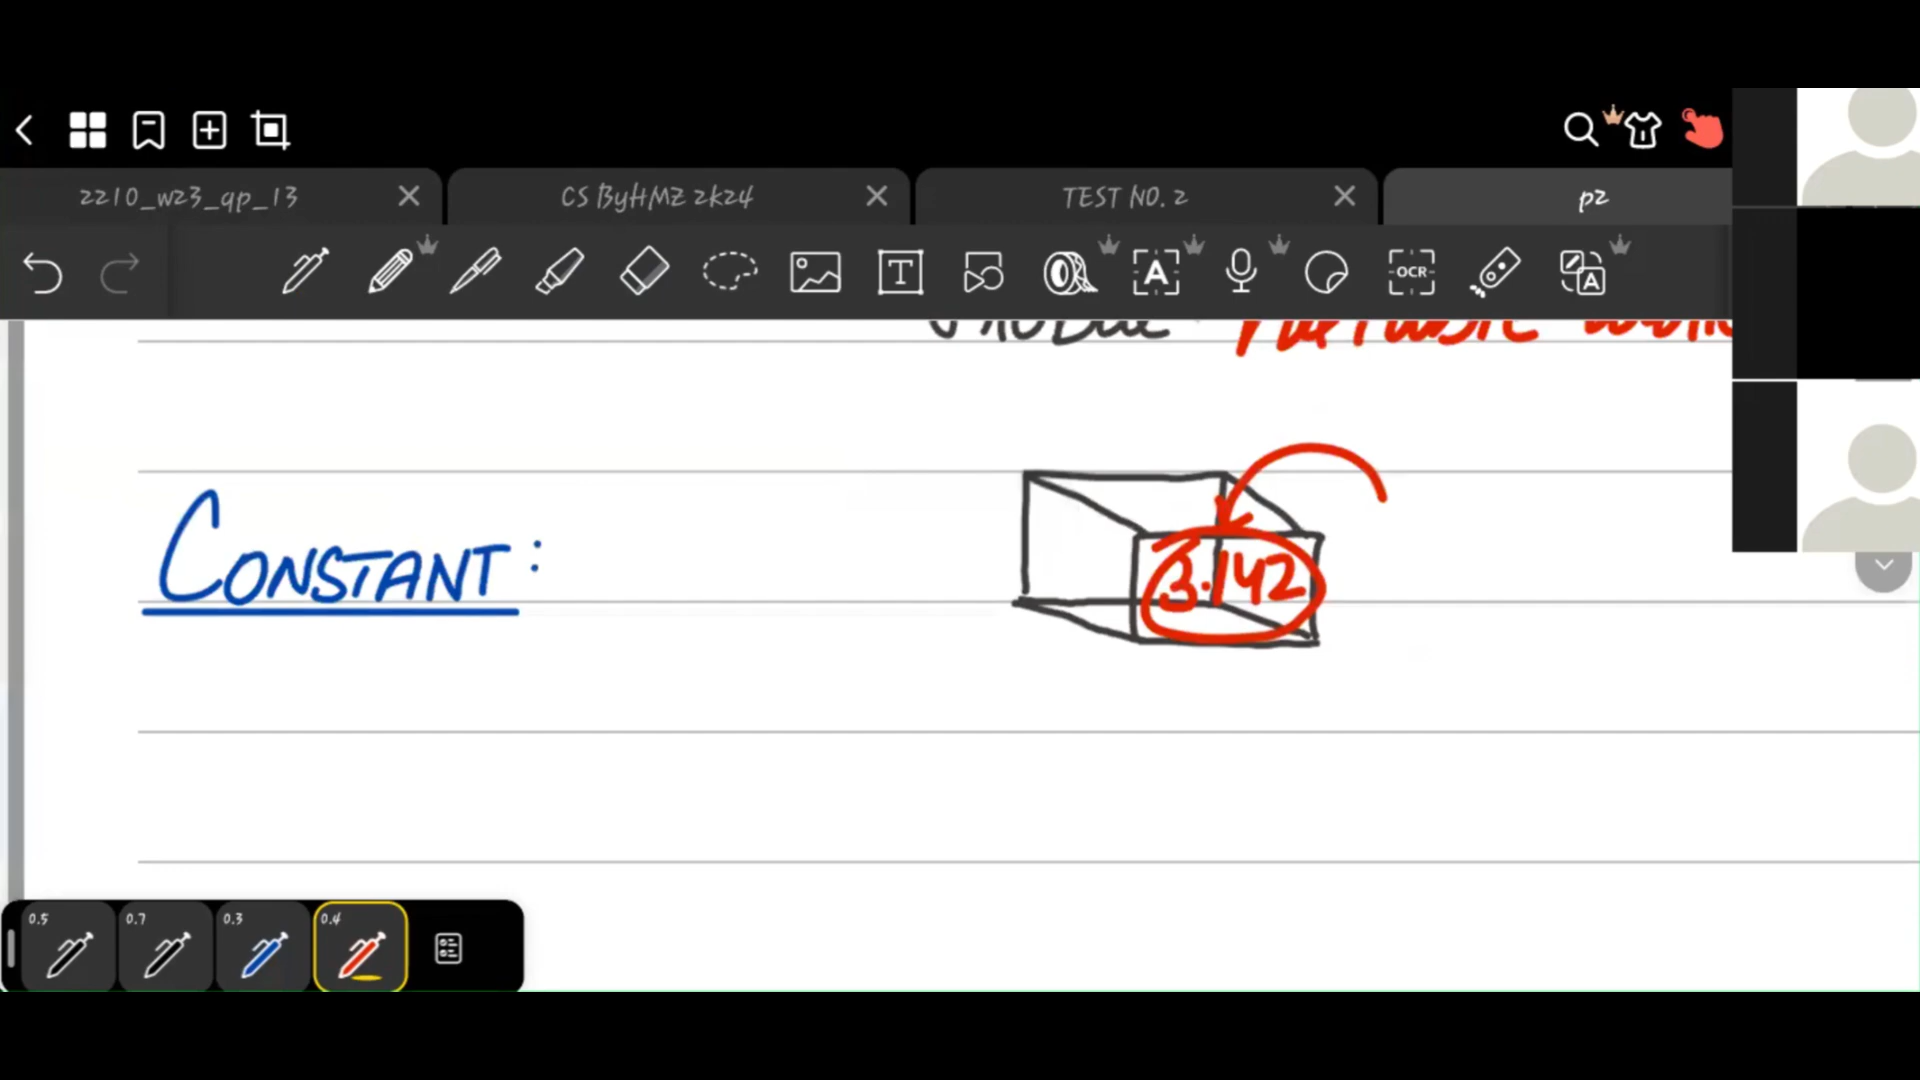 2210_w23_qp_13
CS ByHMZ 2k24
TEST NO. 2
p2
T
A
OCR
A
CONSTANT:
3.142
0.5
0.7
0.3
0.4